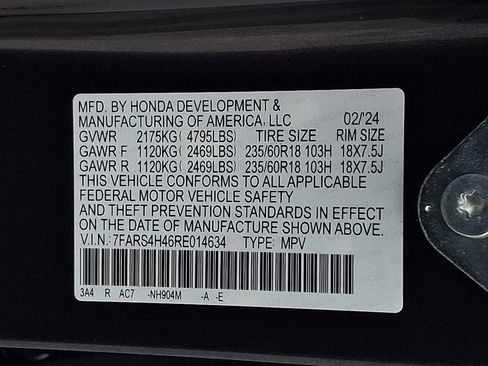 MFD. BY HONDA DEVELOPMENT &
MANUFACTURING OF AMERICA, LLC 02/'24
GVWR 2175KG( 4795LBS) TIRE SIZE RIM SIZE
GAWR F 1120KG( 2469LBS) 235/60R18 103H 18X7.5J
GAWR R 1120KG( 2469LBS) 235/60R18 103H 18X7.5J
THIS VEHICLE CONFORMS TO ALL APPLICABLE
FEDERAL MOTOR VEHICLE SAFETY
AND THEFT PREVENTION STANDARDS IN EFFECT
ON THE DATE OF MANUFACTURE SHOWN ABOVE.
V.I.N.: 7FARS4H46RE014634 TYPE: MPV
3A4 R AC7 -NH904M -A -E